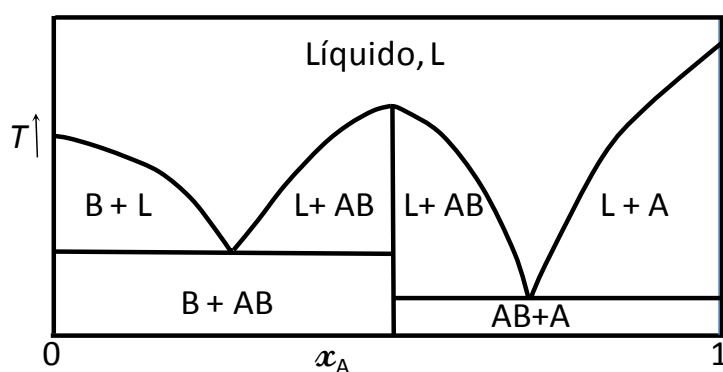 Líquido, L
T
B + L
L+ AB
L+ AB
L + A
B + AB
AB+A
0
x_A
1